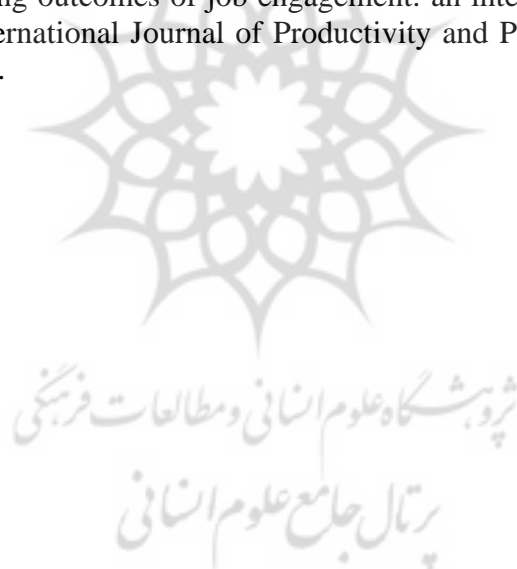 ng outcomes of job engagement: an inte
ernational Journal of Productivity and P
.
پژوهشگاه علوم انسانی و مطالعات فرهنگی
پرتال جامع علوم انسانی